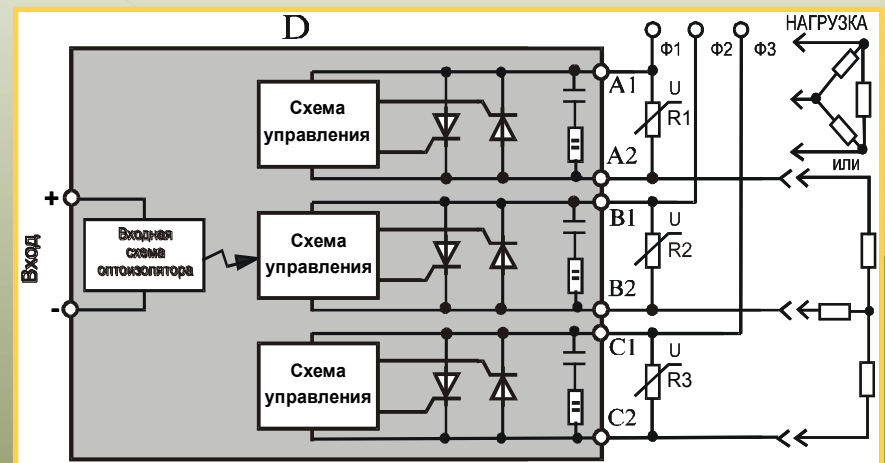 D
НАГРУЗКА
Ф1
Ф2
Ф3
A1
U
R1
A2
ИЛИ
Схема
управления
+
-
Вход
Входная
схема
оптоизолятора
Схема
управления
B1
U
R2
B2
Схема
управления
C1
U
R3
C2